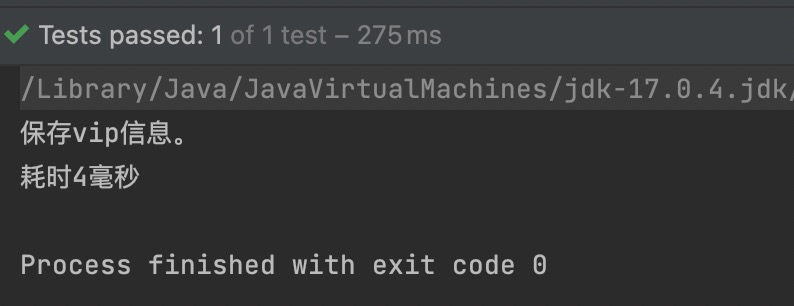 Tests passed: 1 of 1 test – 275 ms
/Library/Java/JavaVirtualMachines/jdk-17.0.4.jdk/
保存vip信息。
耗时4毫秒
Process finished with exit code 0